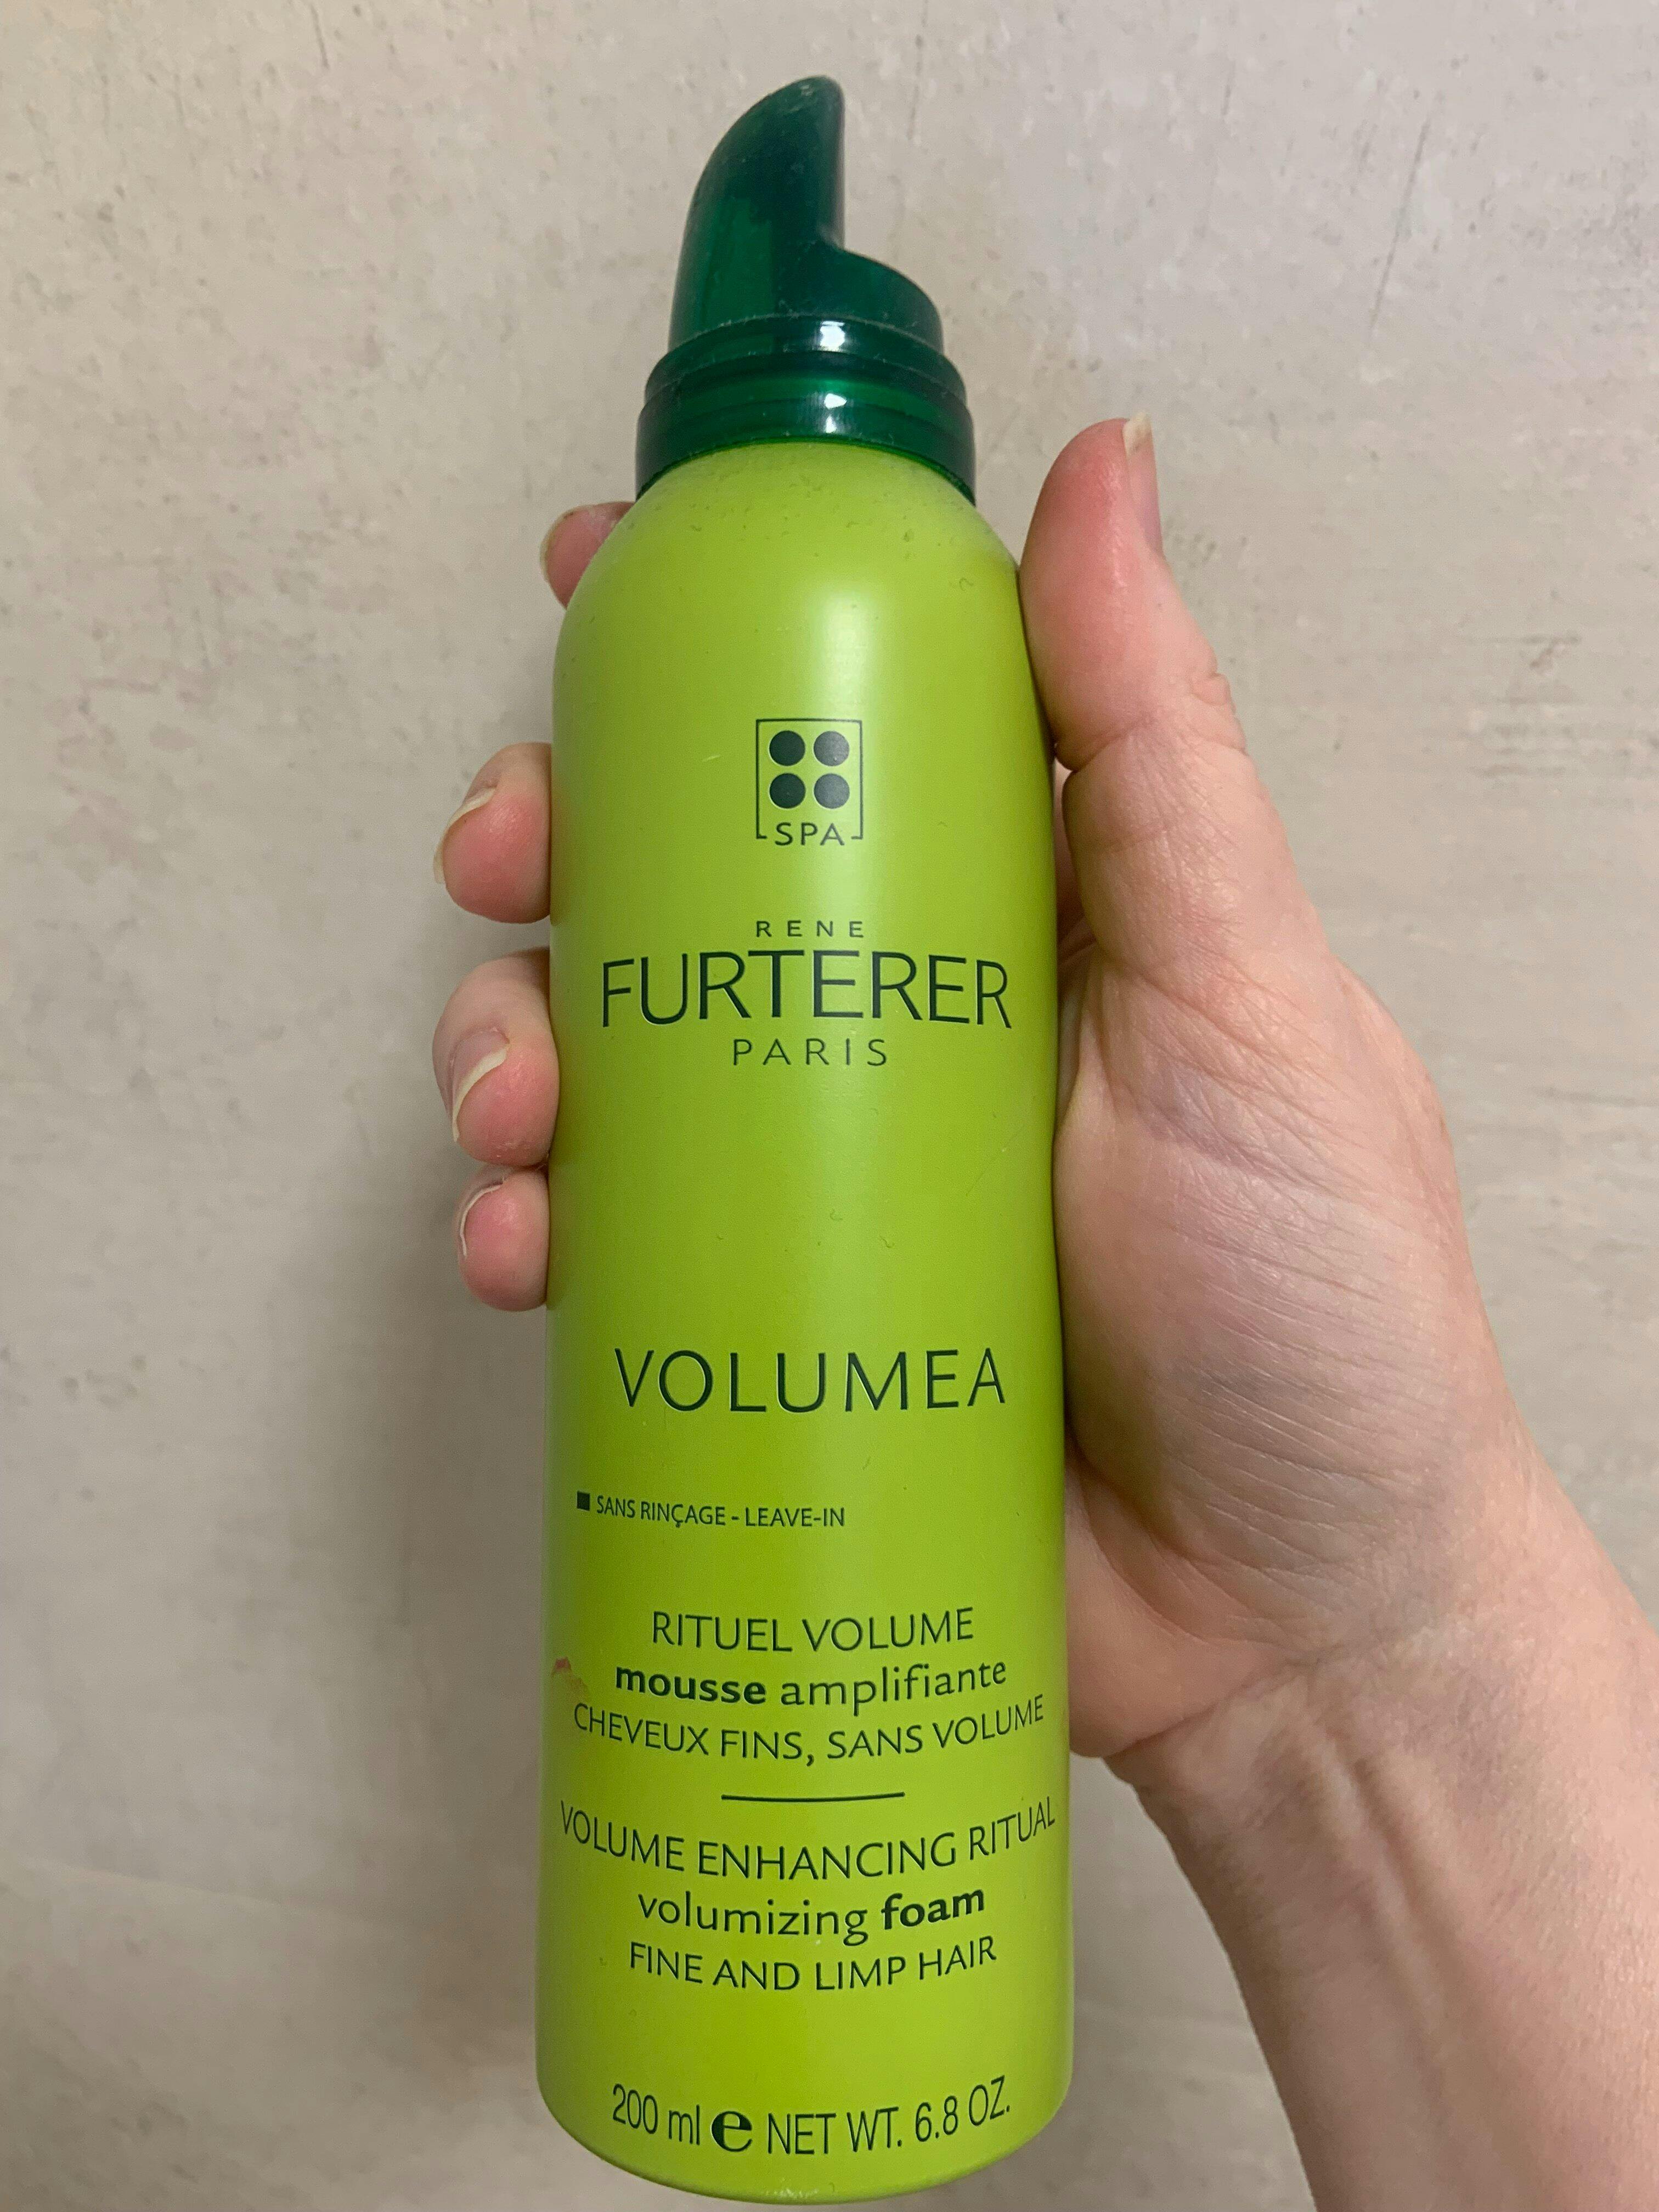 SPA
RENE
FURTERER
PARIS
VOLUMEA
SANS RINÇAGE - LEAVE-IN
RITUEL VOLUME
mousse amplifiante
CHEVEUX FINS, SANS VOLUME
VOLUME ENHANCING RITUAL
volumizing foam
FINE AND LIMP HAIR
200 ml e NET WT. 6.8 OZ.